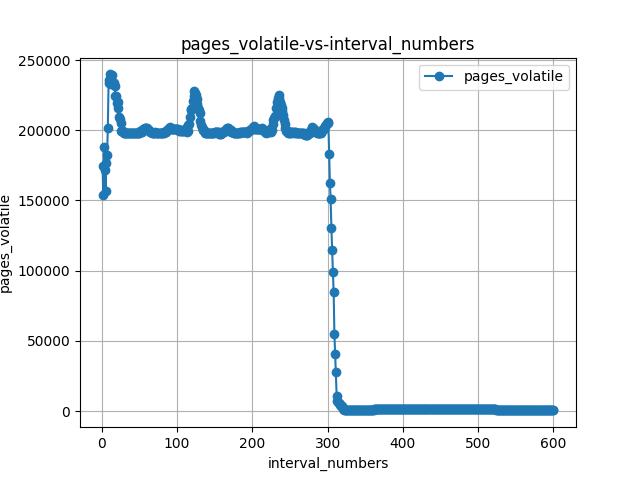 pages_volatile-vs-interval_numbers
pages_volatile
250000
200000
150000
100000
50000
0
pages_volatile
0 100 200 300 400 500 600
interval_numbers